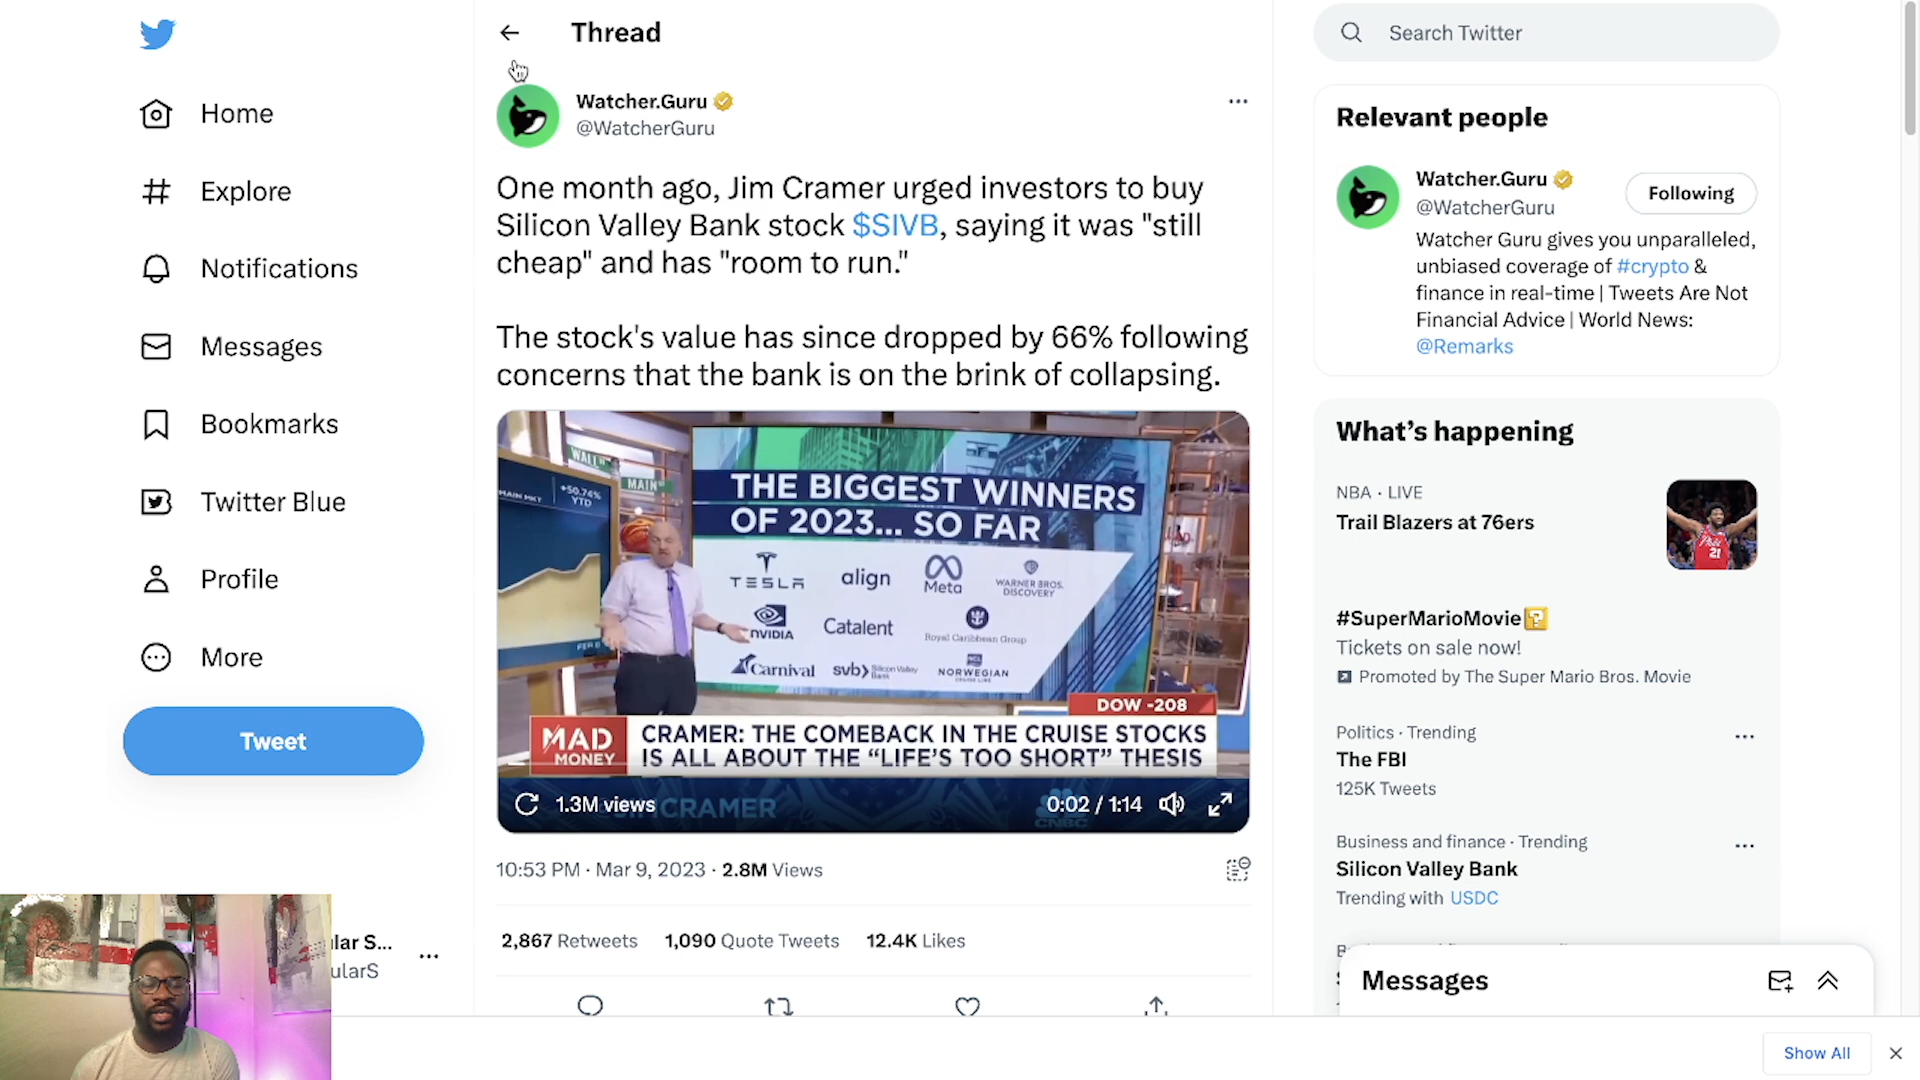 Thread
Search Twitter
Home
Explore
Notifications
Messages
Bookmarks
Twitter Blue
Profile
More
Tweet
lar S...
ularS
Watcher.Guru
@WatcherGuru
One month ago, Jim Cramer urged investors to buy
Silicon Valley Bank stock $SIVB, saying it was "still
cheap" and has "room to run."
The stock's value has since dropped by 66% following
concerns that the bank is on the brink of collapsing.
WALL ST
MAIN ST
MAIN MKT
+50.74%
YTD
FEB 8
THE BIGGEST WINNERS
OF 2023... SO FAR
TESLA
align
Meta
WARNER BROS.
DISCOVERY
NVIDIA
Catalent
Royal Caribbean Group
Carnival
svb> Silicon Valley Bank
NCL
NORWEGIAN
CRUISE LINE
DOW -208
MAD
MONEY
CRAMER: THE COMEBACK IN THE CRUISE STOCKS
IS ALL ABOUT THE "LIFE'S TOO SHORT" THESIS
1.3M views
CRAMER
0:02 / 1:14
CNBC
10:53 PM · Mar 9, 2023 · 2.8M Views
2,867 Retweets 1,090 Quote Tweets 12.4K Likes
Relevant people
Watcher.Guru
@WatcherGuru
Following
Watcher Guru gives you unparalleled,
unbiased coverage of #crypto &
finance in real-time | Tweets Are Not
Financial Advice | World News:
@Remarks
What's happening
NBA · LIVE
Trail Blazers at 76ers
Phila
21
#SuperMarioMovie
Tickets on sale now!
Promoted by The Super Mario Bros. Movie
Politics · Trending
The FBI
125K Tweets
Business and finance · Trending
Silicon Valley Bank
Trending with USDC
Messages
Show All